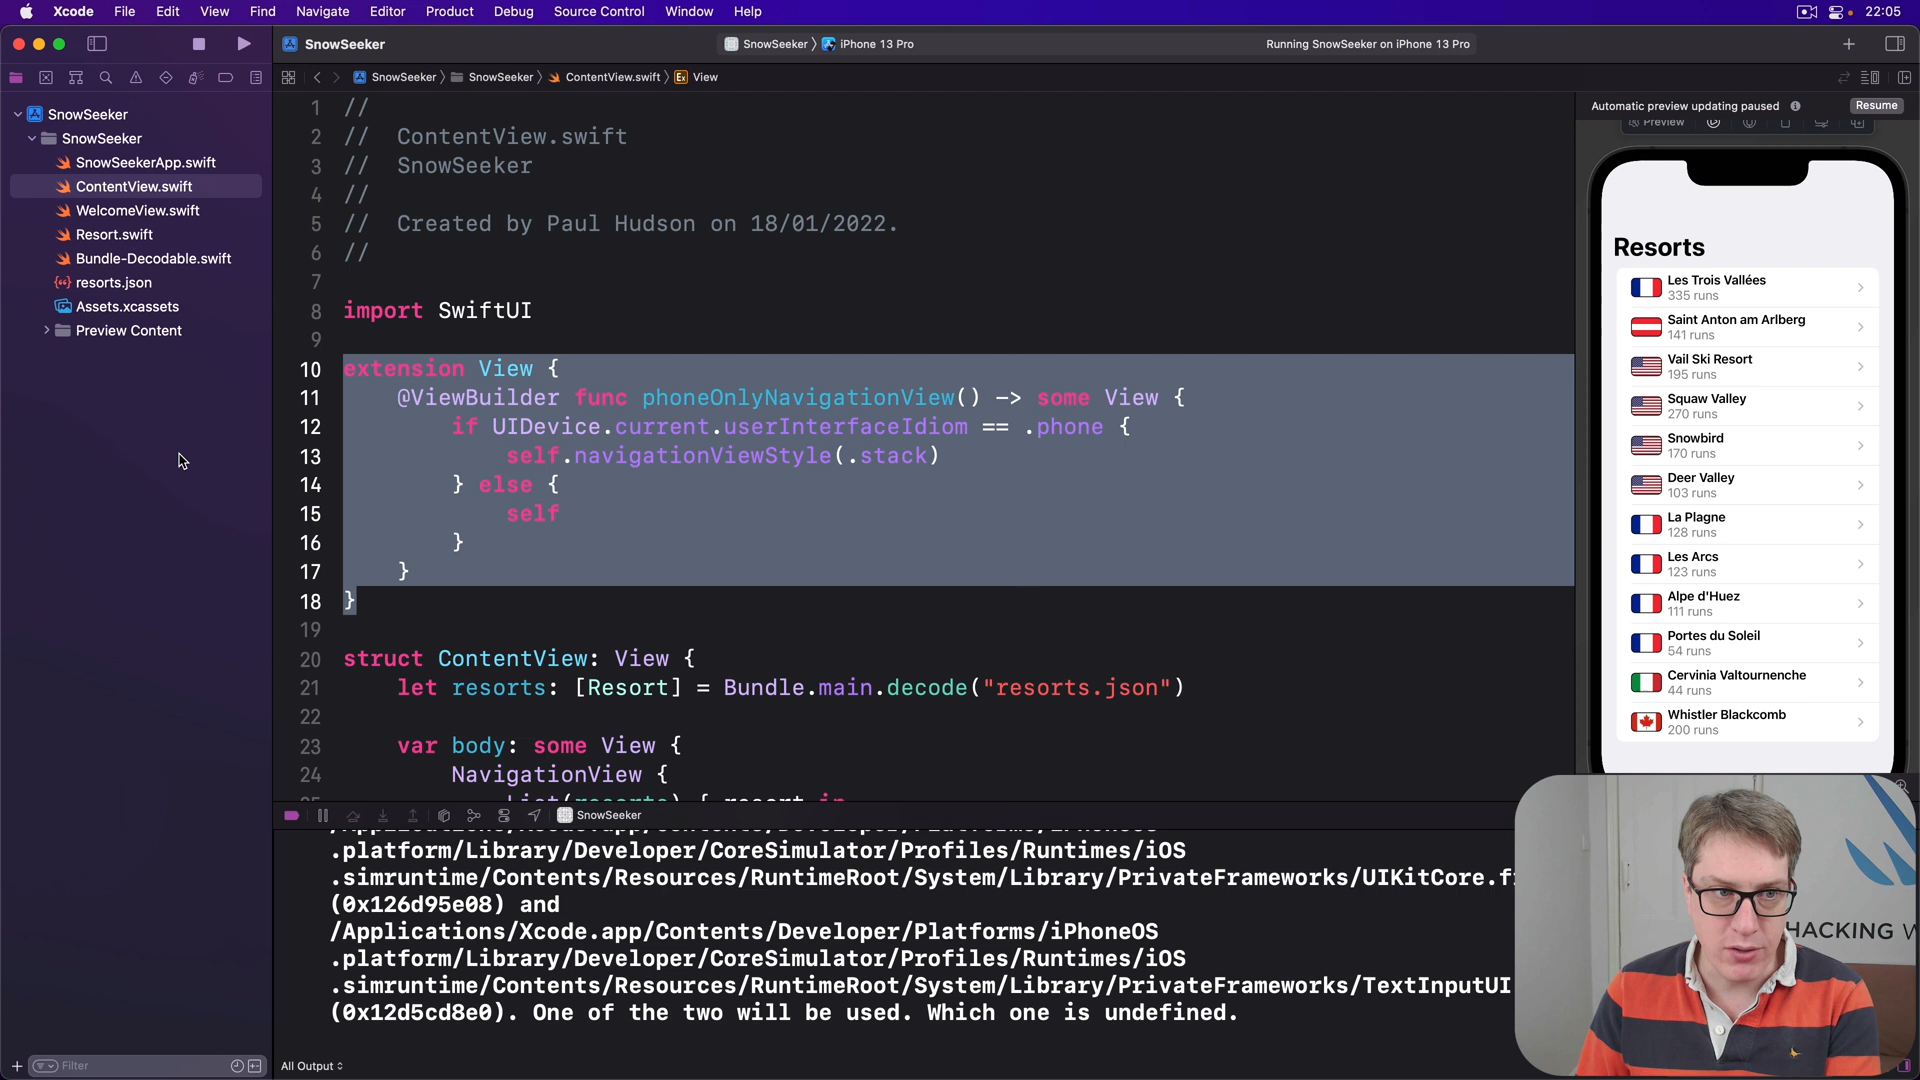 Xcode File Edit View Find Navigate Editor Product Debug Source Control Window Help 22:05
SnowSeeker
SnowSeeker iPhone 13 Pro
Running SnowSeeker on iPhone 13 Pro
SnowSeeker SnowSeeker ContentView.swift Ex View
SnowSeeker
SnowSeeker
SnowSeekerApp.swift
ContentView.swift
WelcomeView.swift
Resort.swift
Bundle-Decodable.swift
resorts.json
Assets.xcassets
Preview Content
Filter
1 //
2 // ContentView.swift
3 // SnowSeeker
4 //
5 // Created by Paul Hudson on 18/01/2022.
6 //
7
8 import SwiftUI
9
10 extension View {
11 @ViewBuilder func phoneOnlyNavigationView() -> some View {
12 if UIDevice.current.userInterfaceIdiom == .phone {
13 self.navigationViewStyle(.stack)
14 } else {
15 self
16 }
17 }
18 }
19
20 struct ContentView: View {
21 let resorts: [Resort] = Bundle.main.decode("resorts.json")
22
23 var body: some View {
24 NavigationView {
25 List(resorts) { resort in
SnowSeeker
.platform/Library/Developer/CoreSimulator/Profiles/Runtimes/iOS
.simruntime/Contents/Resources/RuntimeRoot/System/Library/PrivateFrameworks/UIKitCore.f
(0x126d95e08) and
/Applications/Xcode.app/Contents/Developer/Platforms/iPhoneOS
.platform/Library/Developer/CoreSimulator/Profiles/Runtimes/iOS
.simruntime/Contents/Resources/RuntimeRoot/System/Library/PrivateFrameworks/TextInputUI
(0x12d5cd8e0). One of the two will be used. Which one is undefined.
All Output
Automatic preview updating paused Resume
Preview
Resorts
Les Trois Vallées
335 runs
Saint Anton am Arlberg
141 runs
Vail Ski Resort
195 runs
Squaw Valley
270 runs
Snowbird
170 runs
Deer Valley
103 runs
La Plagne
128 runs
Les Arcs
123 runs
Alpe d'Huez
111 runs
Portes du Soleil
54 runs
Cervinia Valtournenche
44 runs
Whistler Blackcomb
200 runs
HACKING W